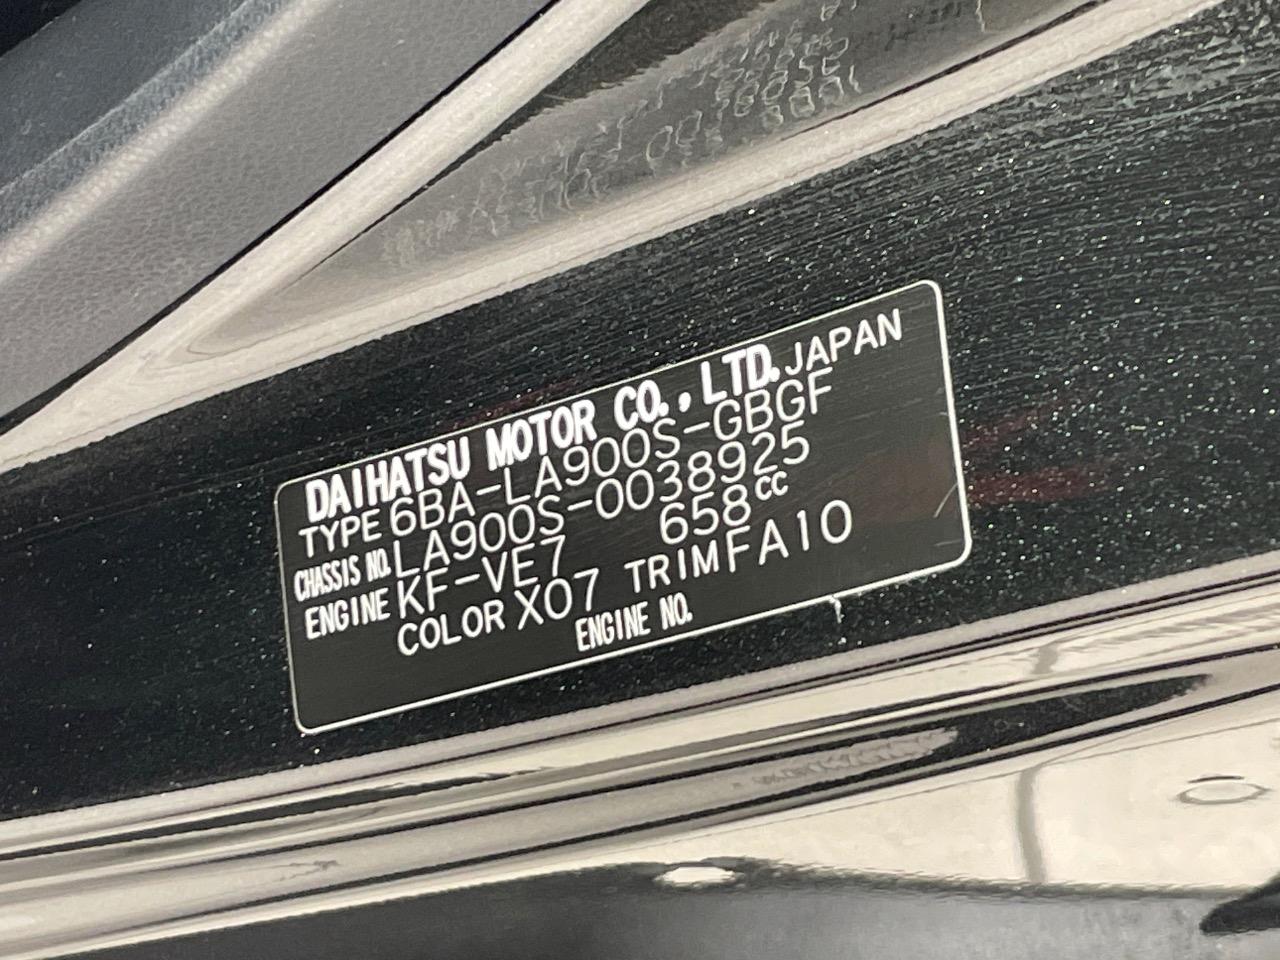 DAIHATSU MOTOR CO., LTD. JAPAN
TYPE 6BA-LA900S-GBGF
CHASSIS NO. LA900S-0038925
ENGINE KF-VE7 658cc
COLOR X07 TRIM FA10
ENGINE NO.